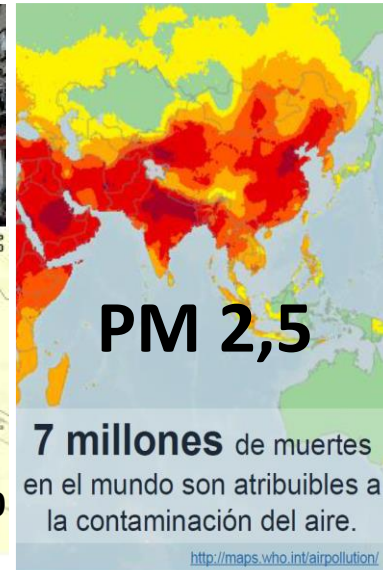 PM 2,5
7 millones de muertes
en el mundo son atribuibles a
la contaminación del aire.
http://maps.who.int/airpollution/